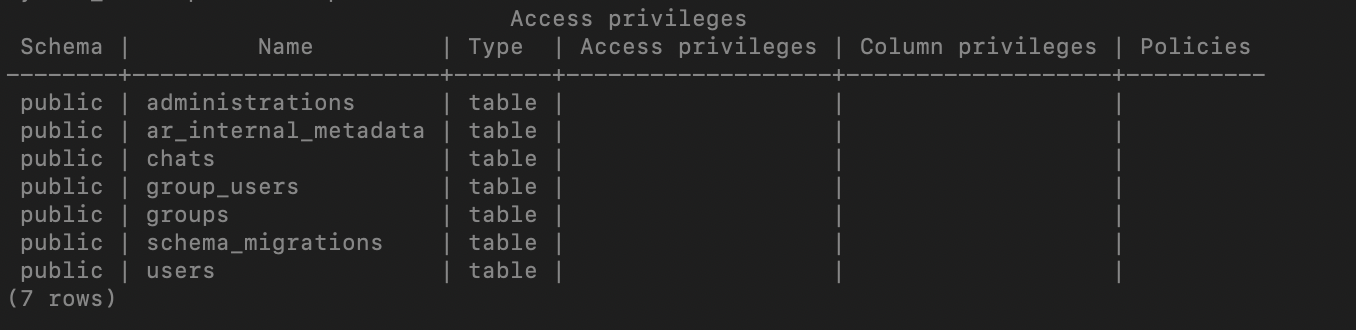 Access privileges
Schema | Name | Type | Access privileges | Column privileges | Policies
--------+----------------------+-------+-------------------+-------------------+----------
public | administrations | table | | |
public | ar_internal_metadata | table | | |
public | chats | table | | |
public | group_users | table | | |
public | groups | table | | |
public | schema_migrations | table | | |
public | users | table | | |
(7 rows)